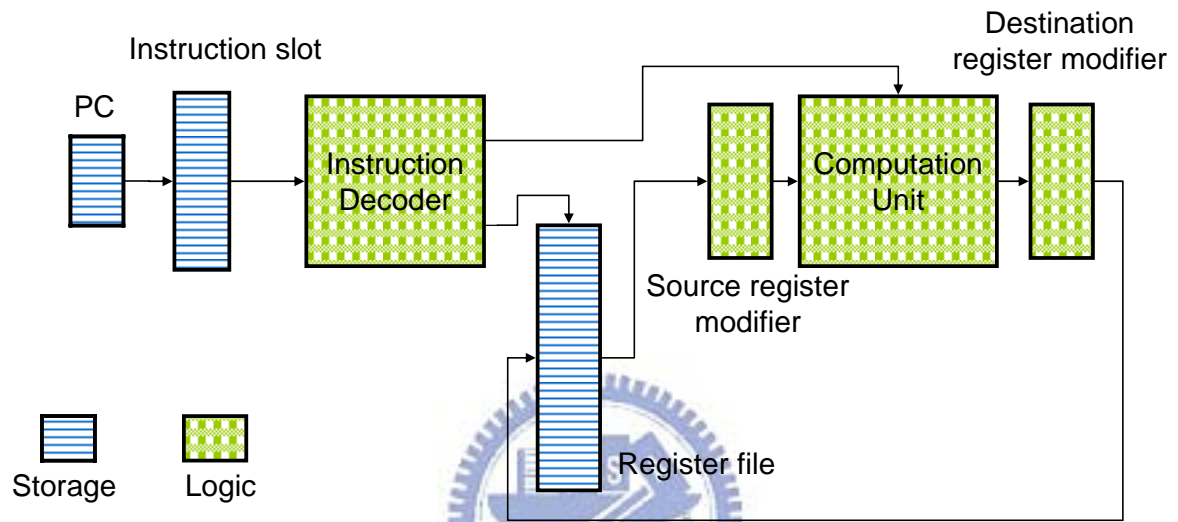 Destination
register modifier
Instruction slot
PC
Instruction
Decoder
Computation
Unit
Source register
modifier
Register file
Storage
Logic